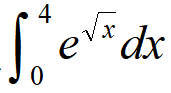 ∫₀⁴ e^{√x} dx